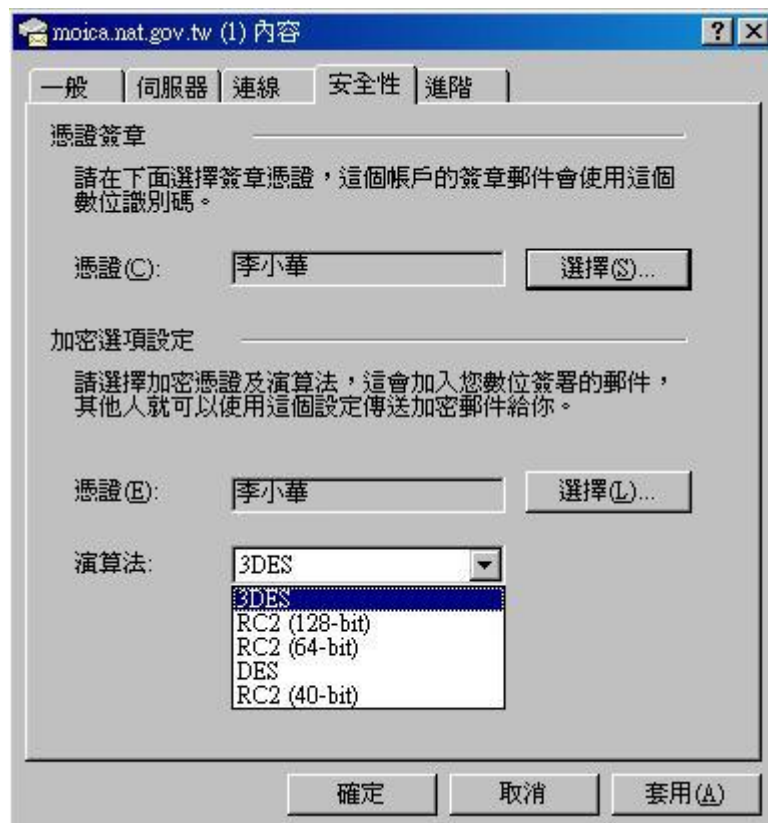 moica.nat.gov.tw (1) 內容
一般 伺服器 連線 安全性 進階
憑證簽章
請在下面選擇簽章憑證，這個帳戶的簽章郵件會使用這個
數位識別碼。
憑證(C): 李小華 選擇(S)...
加密選項設定
請選擇加密憑證及演算法，這會加入您數位簽署的郵件，
其他人就可以使用這個設定傳送加密郵件給你。
憑證(E): 李小華 選擇(L)...
演算法: 3DES
3DES
RC2 (128-bit)
RC2 (64-bit)
DES
RC2 (40-bit)
確定 取消 套用(A)